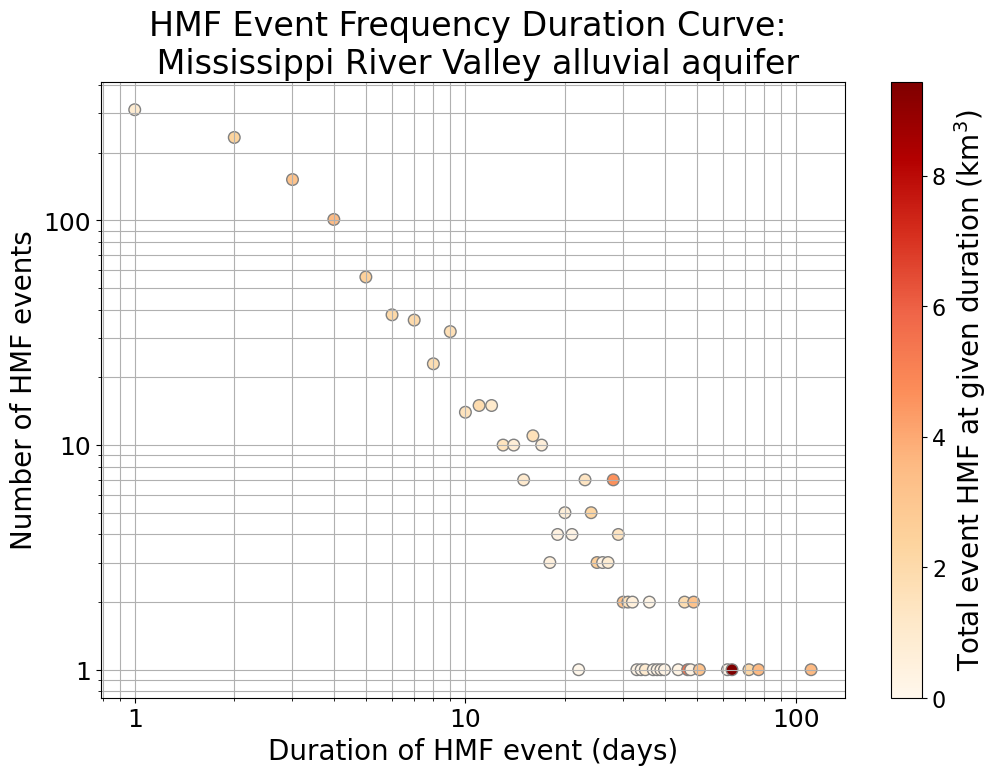 HMF Event Frequency Duration Curve:
Mississippi River Valley alluvial aquifer
Number of HMF events
100
10
1
1
10
100
Duration of HMF event (days)
8
6
4
2
0
Total event HMF at given duration (km³)